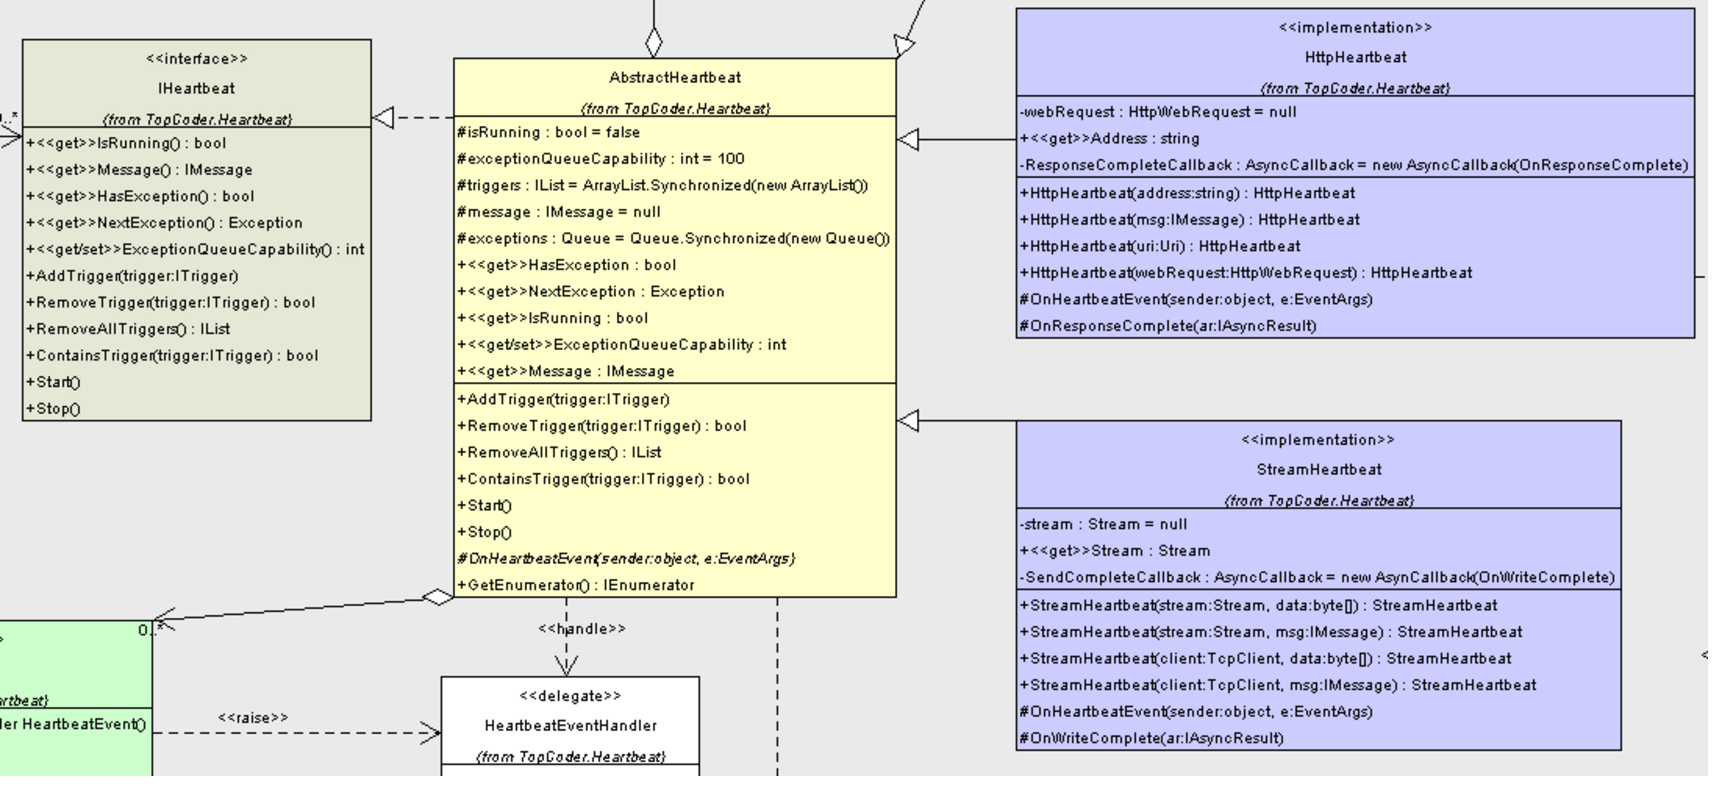 <<interface>>
IHeartbeat
(from TopCoder.Heartbeat)
+<<get>>IsRunning() : bool
+<<get>>Message() : IMessage
+<<get>>HasException() : bool
+<<get>>NextException() : Exception
+<<get/set>>ExceptionQueueCapability() : int
+AddTrigger(trigger:ITrigger)
+RemoveTrigger(trigger:ITrigger) : bool
+RemoveAllTriggers() : IList
+ContainsTrigger(trigger:ITrigger) : bool
+Start()
+Stop()
..*
AbstractHeartbeat
(from TopCoder.Heartbeat)
#isRunning : bool = false
#exceptionQueueCapability : int = 100
#triggers : IList = ArrayList.Synchronized(new ArrayList())
#message : IMessage = null
#exceptions : Queue = Queue.Synchronized(new Queue())
+<<get>>HasException : bool
+<<get>>NextException : Exception
+<<get>>IsRunning : bool
+<<get/set>>ExceptionQueueCapability : int
+<<get>>Message : IMessage
+AddTrigger(trigger:ITrigger)
+RemoveTrigger(trigger:ITrigger) : bool
+RemoveAllTriggers() : IList
+ContainsTrigger(trigger:ITrigger) : bool
+Start()
+Stop()
#OnHeartbeatEvent(sender:object, e:EventArgs)
+GetEnumerator() : IEnumerator
<<implementation>>
HttpHeartbeat
(from TopCoder.Heartbeat)
-webRequest : HttpWebRequest = null
+<<get>>Address : string
-ResponseCompleteCallback : AsyncCallback = new AsyncCallback(OnResponseComplete)
+HttpHeartbeat(address:string) : HttpHeartbeat
+HttpHeartbeat(msg:IMessage) : HttpHeartbeat
+HttpHeartbeat(uri:Uri) : HttpHeartbeat
+HttpHeartbeat(webRequest:HttpWebRequest) : HttpHeartbeat
#OnHeartbeatEvent(sender:object, e:EventArgs)
#OnResponseComplete(ar:IAsyncResult)
<<implementation>>
StreamHeartbeat
(from TopCoder.Heartbeat)
-stream : Stream = null
+<<get>>Stream : Stream
-SendCompleteCallback : AsyncCallback = new AsynCallback(OnWriteComplete)
+StreamHeartbeat(stream:Stream, data:byte[]) : StreamHeartbeat
+StreamHeartbeat(stream:Stream, msg:IMessage) : StreamHeartbeat
+StreamHeartbeat(client:TcpClient, data:byte[]) : StreamHeartbeat
+StreamHeartbeat(client:TcpClient, msg:IMessage) : StreamHeartbeat
#OnHeartbeatEvent(sender:object, e:EventArgs)
#OnWriteComplete(ar:IAsyncResult)
0..*
>
artbeat)
ler HeartbeatEvent()
<<raise>>
<<handle>>
<<delegate>>
HeartbeatEventHandler
(from TopCoder.Heartbeat)
<